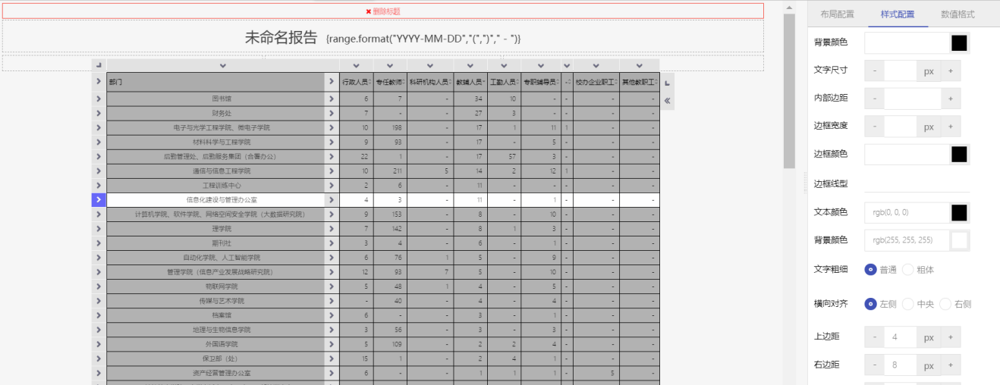 ✖ 删除标题
未命名报告 {range.format("YYYY-MM-DD","(",")"," - ")}
部门 行政人员 专任教师 科研机构人员 教辅人员 工勤人员 专职辅导员 - 校办企业职工 其他教职工
图书馆 6 7 - 34 10 - - - -
财务处 7 - - 27 3 - - - -
电子与光学工程学院、微电子学院 10 198 - 17 1 11 1 - -
材料科学与工程学院 9 93 - 17 - 5 - - -
后勤管理处、后勤服务集团（合署办公） 22 1 - 17 57 3 - - -
通信与信息工程学院 10 211 5 14 2 12 1 - -
工程训练中心 2 6 - 11 - - - - -
信息化建设与管理办公室 4 3 - 11 - 1 - - -
计算机学院、软件学院、网络空间安全学院（大数据研究院） 9 153 - 8 - 10 - - -
理学院 7 142 - 8 1 3 - - -
期刊社 3 4 - 6 - 1 - - -
自动化学院、人工智能学院 6 76 1 5 - 9 - - -
管理学院（信息产业发展战略研究院） 12 93 7 5 - 10 - - -
物联网学院 5 48 1 4 - 5 - - -
传媒与艺术学院 - 40 - 4 - 4 - - -
档案馆 6 - - 3 - 1 - - -
地理与生物信息学院 3 56 - 3 - 3 - - -
外国语学院 5 109 - 2 2 4 - - -
保卫部（处） 15 1 - 2 4 1 - - -
资产经营管理办公室 6 - - 1 1 1 - 5 -
布局配置 样式配置 数值格式
背景颜色
文字尺寸 - px +
内部边距 - +
边框宽度 - px +
边框颜色
边框线型
文本颜色 rgb(0, 0, 0)
背景颜色 rgb(255, 255, 255)
文字粗细 普通 粗体
横向对齐 左侧 中央 右侧
上边距 - 4 px +
右边距 - 8 px +